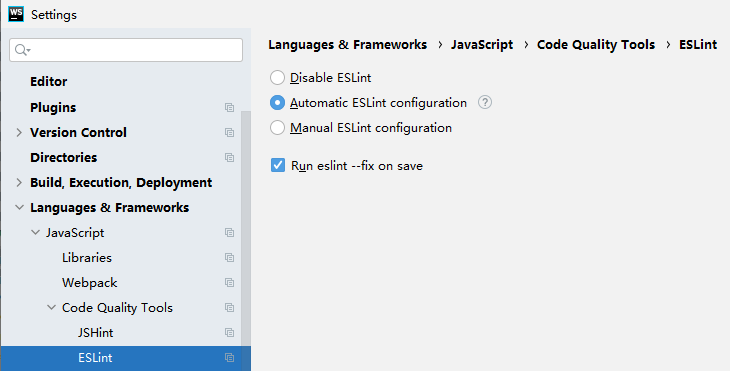 WS
Settings
Editor
Plugins
Version Control
Directories
Build, Execution, Deployment
Languages & Frameworks
JavaScript
Libraries
Webpack
Code Quality Tools
JSHint
ESLint
Languages & Frameworks › JavaScript › Code Quality Tools › ESLint
Disable ESLint
Automatic ESLint configuration ?
Manual ESLint configuration
Run eslint --fix on save